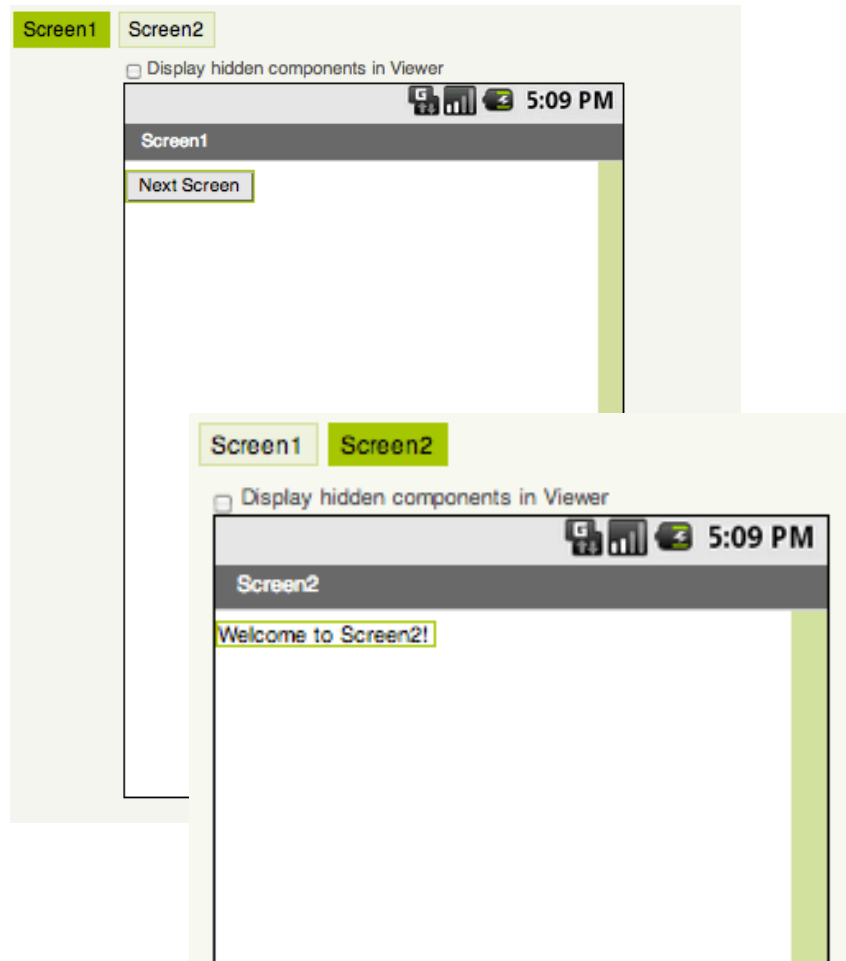 Screen1 Screen2
Display hidden components in Viewer
5:09 PM
Screen1
Next Screen
Screen1 Screen2
Display hidden components in Viewer
5:09 PM
Screen2
Welcome to Screen2!